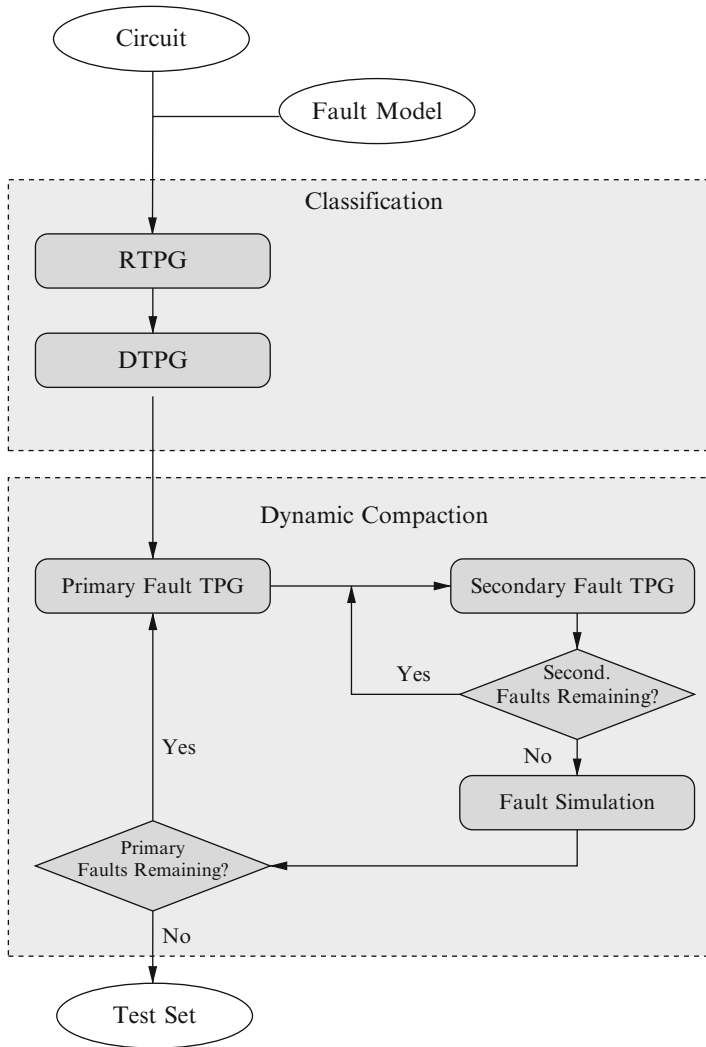 Circuit
Fault Model
Classification
RTPG
DTPG
Dynamic Compaction
Primary Fault TPG
Secondary Fault TPG
Yes
Second.
Faults Remaining?
Yes
No
Fault Simulation
Primary
Faults Remaining?
No
Test Set